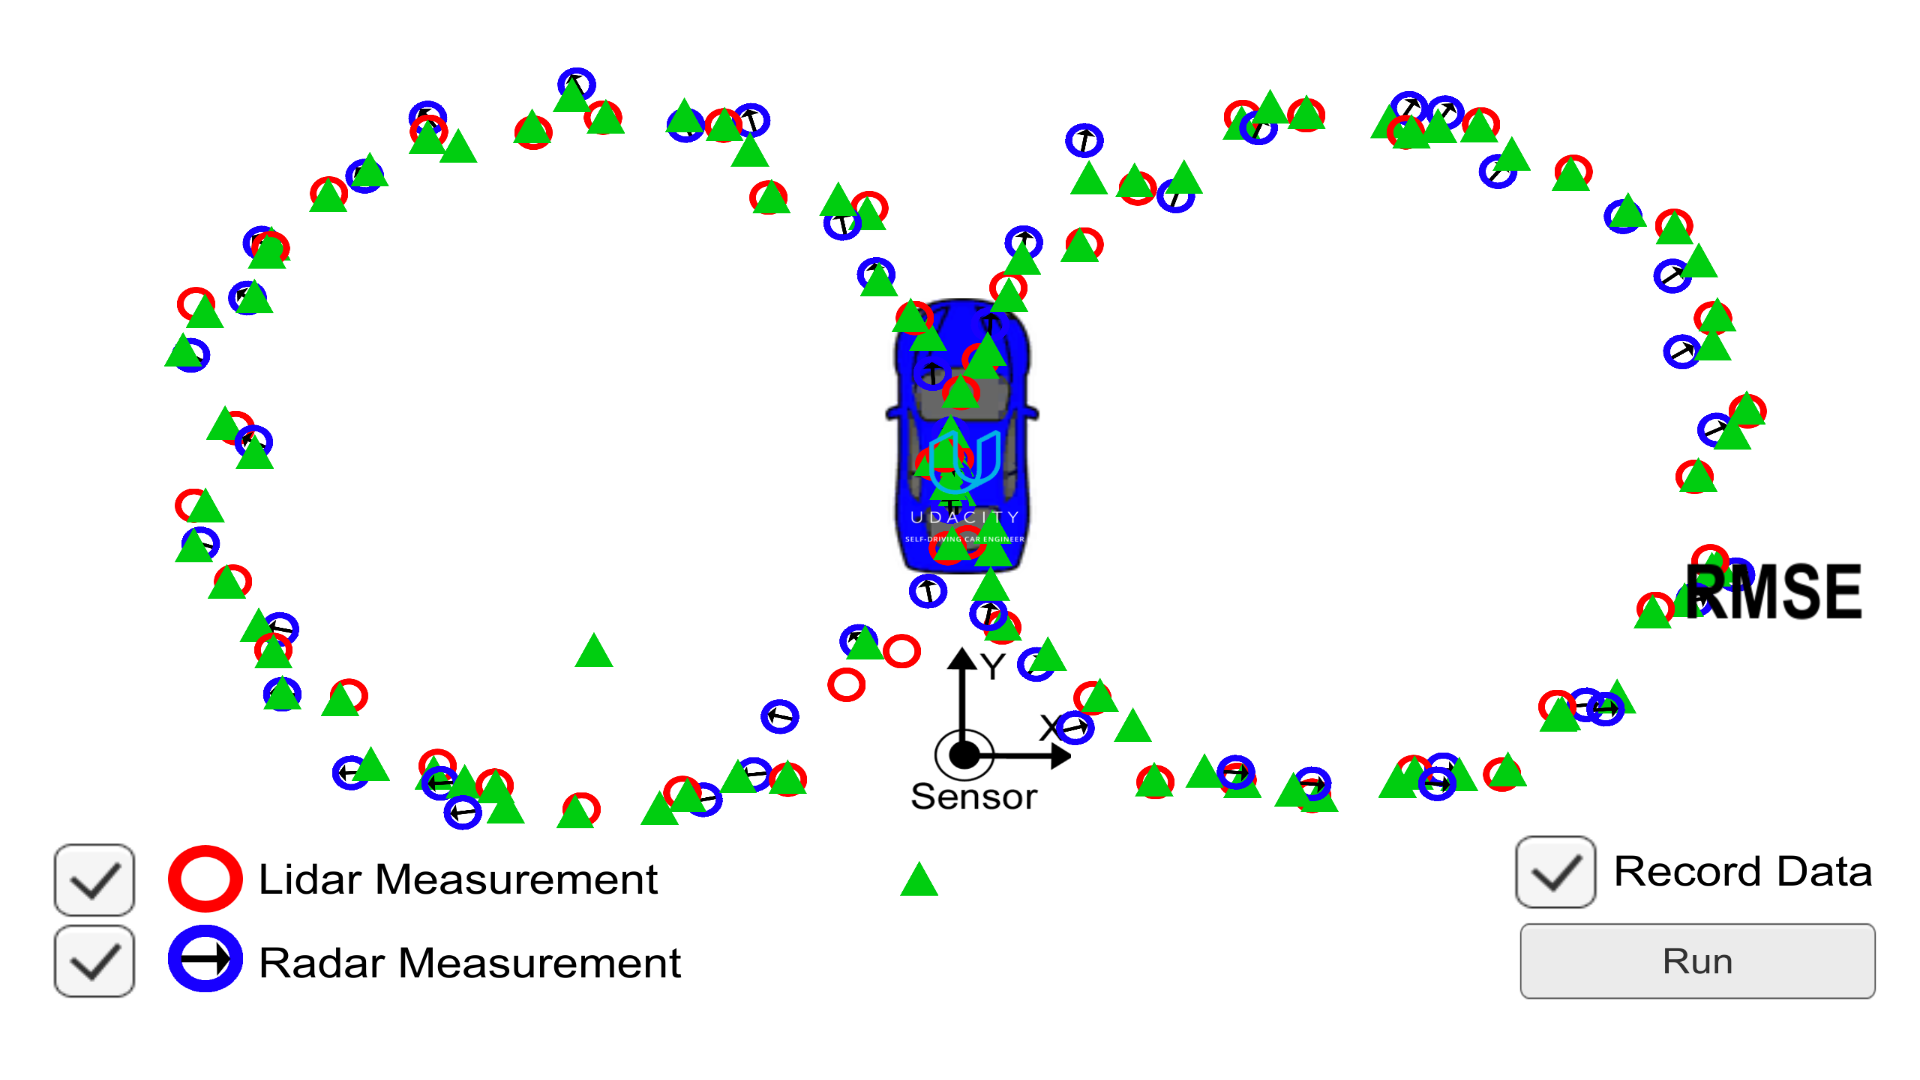 UDACITY
SELF-DRIVING CAR ENGINEER
RMSE
Y
X
Sensor
Lidar Measurement
Radar Measurement
Record Data
Run